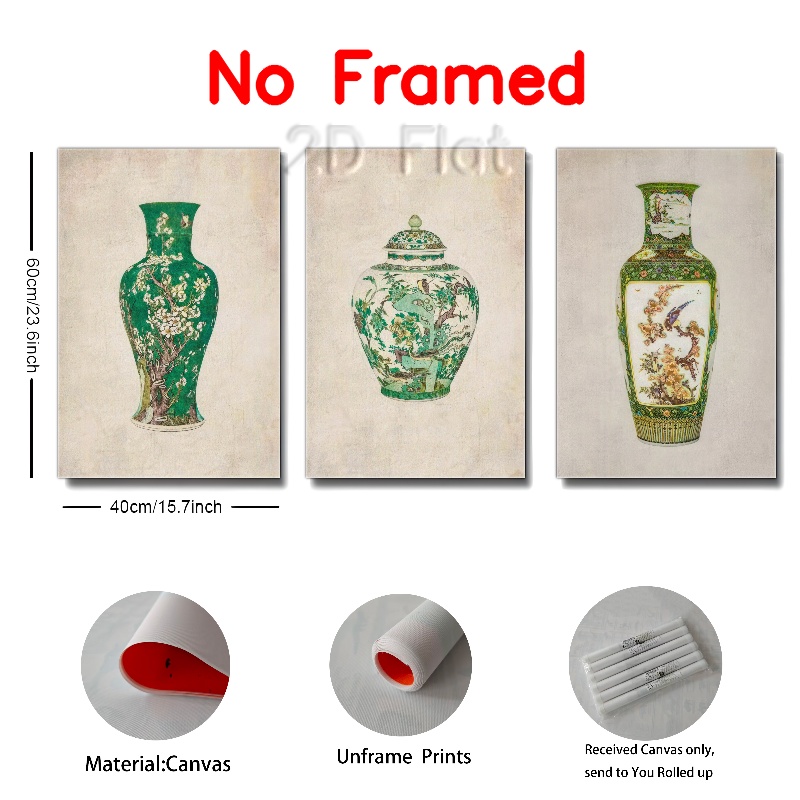 No Framed
2D Flat
60cm/23.6inch
40cm/15.7inch
Material:Canvas
Unframe Prints
Received Canvas only,
send to You Rolled up